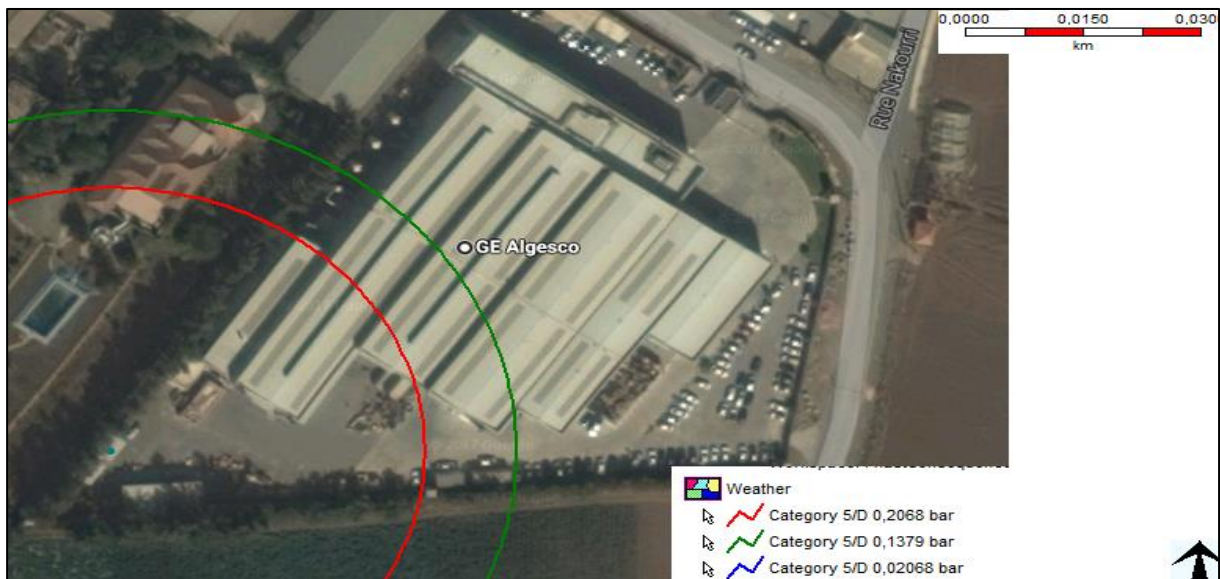 0,0000 0,0150 0,030
km
Rue Nakourri
GE Algesco
Weather
Category 5/D 0,2068 bar
Category 5/D 0,1379 bar
Category 5/D 0,02068 bar